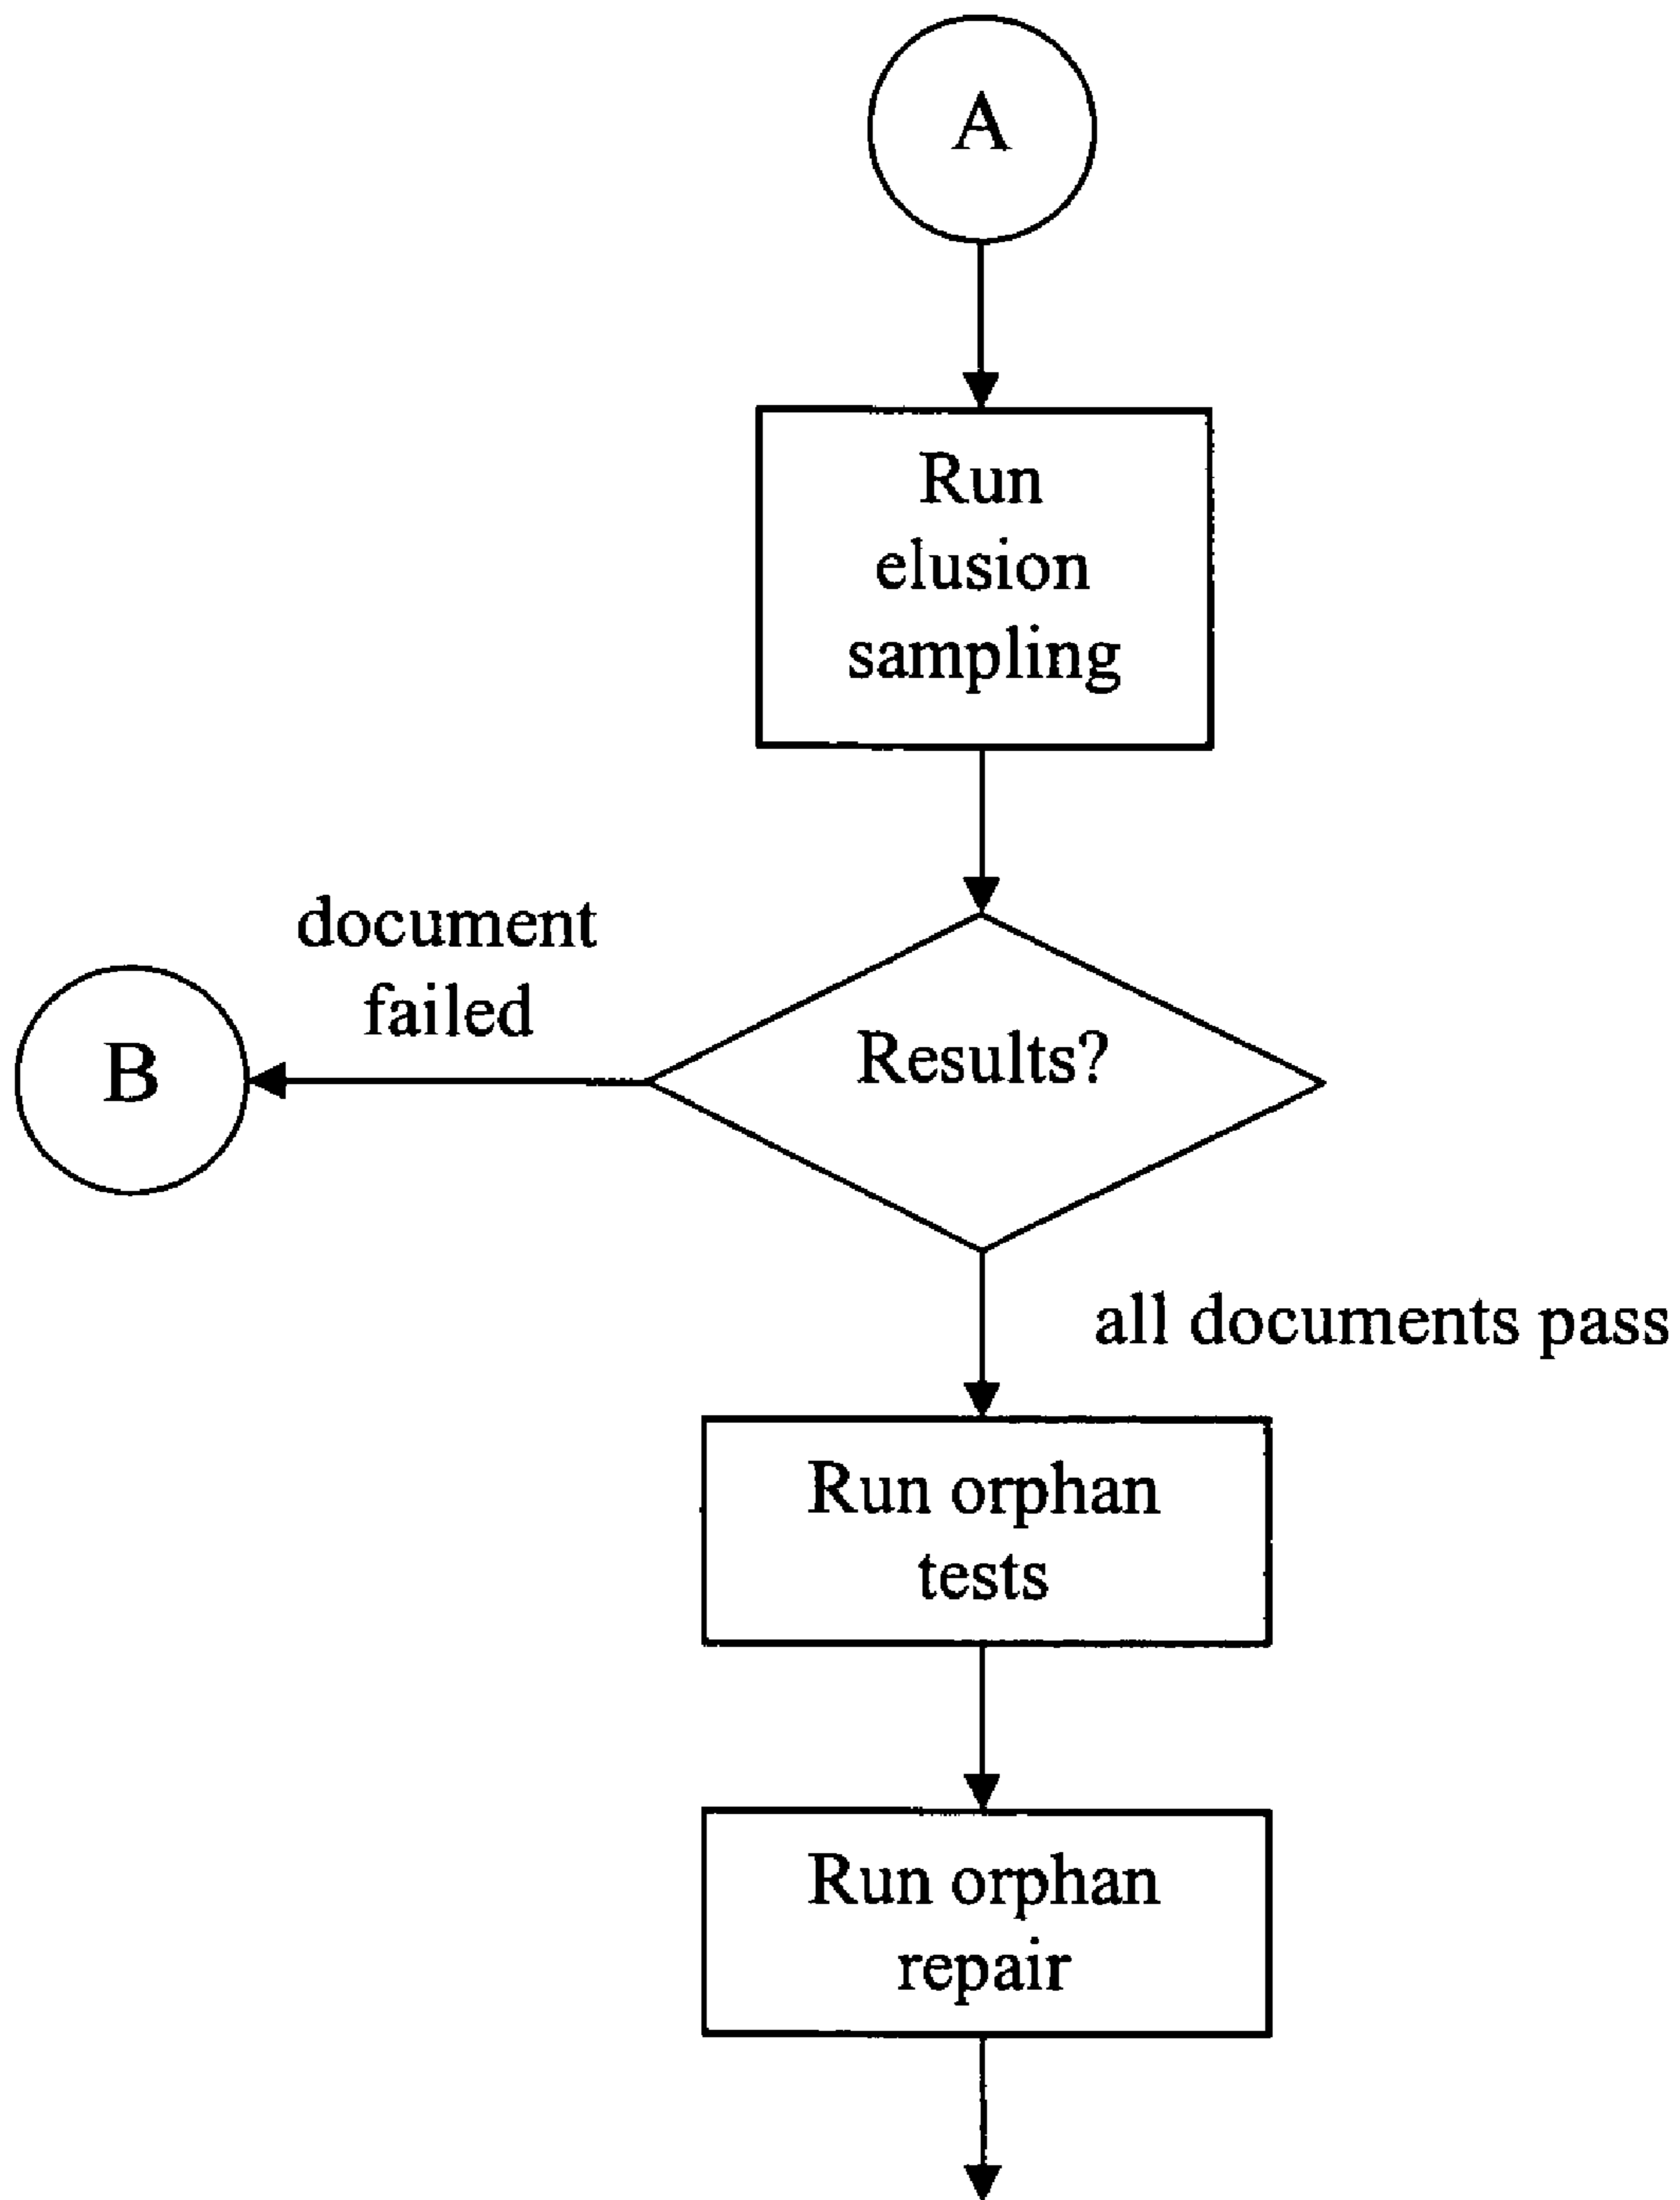 A
Run
elusion
sampling
document
failed
B
Results?
all documents pass
Run orphan
tests
Run orphan
repair